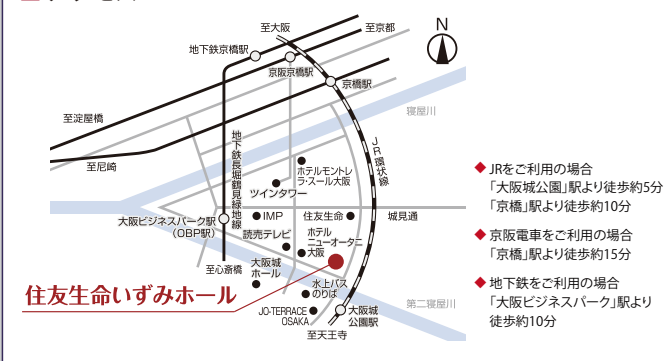 至大阪
至京都
N
地下鉄京橋駅
京阪京橋駅
京橋駅
至淀屋橋
寝屋川
至尼崎
地下鉄長堀鶴見緑地線
JR環状線
ホテルモントレ
ラ・スール大阪
ツインタワー
大阪ビジネスパーク駅
(OBP駅)
IMP
住友生命
城見通
読売テレビ
ホテル
ニューオータニ
大阪
至心斎橋
大阪城
ホール
住友生命いずみホール
水上バス
のりば
第二寝屋川
JO-TERRACE
OSAKA
大阪城
公園駅
至天王寺
◆ JRをご利用の場合
「大阪城公園」駅より徒歩約5分
「京橋」駅より徒歩約10分
◆ 京阪電車をご利用の場合
「京橋」駅より徒歩約15分
◆ 地下鉄をご利用の場合
「大阪ビジネスパーク」駅より
徒歩約10分